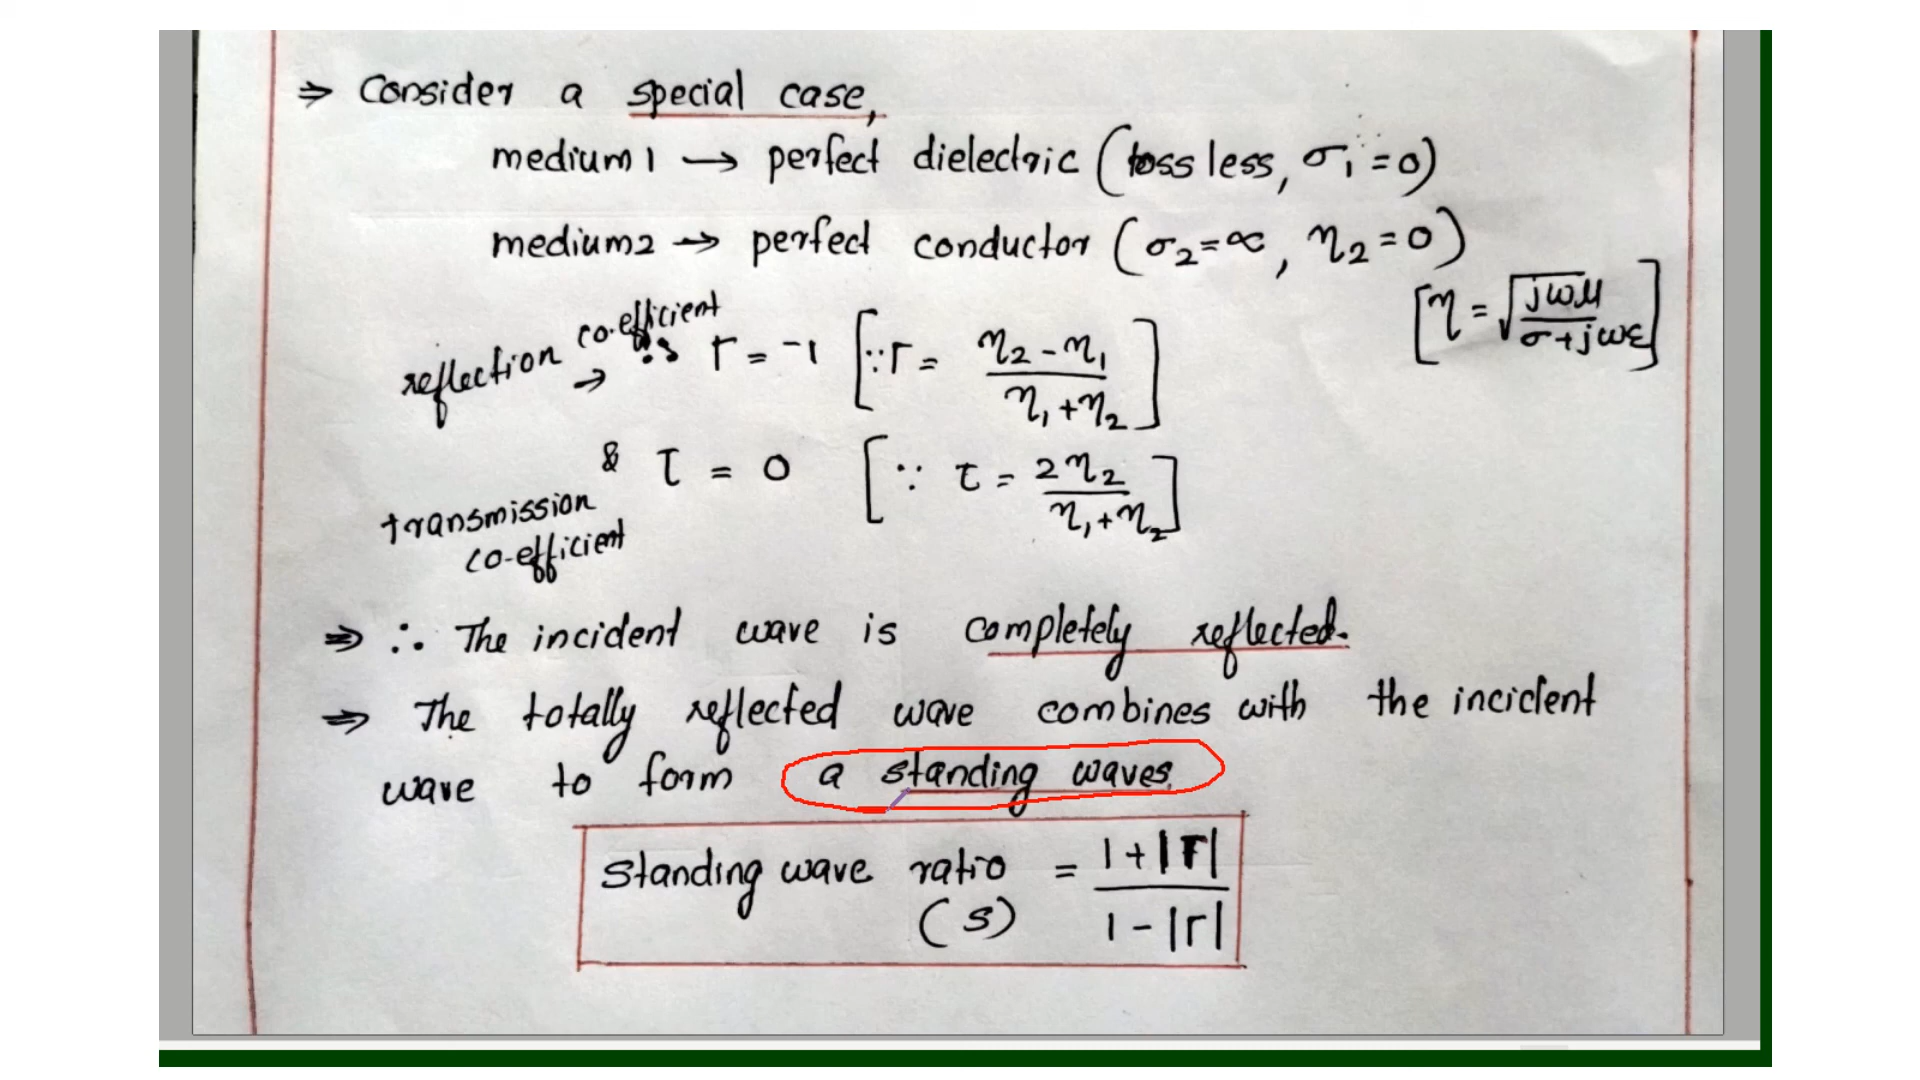 ⇒ Consider a special case,
medium 1 → perfect dielectric (loss less, σ₁ = 0)
medium 2 → perfect conductor (σ₂ = ∝, η₂ = 0)
[η = √(jωμ / σ + jωε)]
reflection co-efficient → ∴ Γ = -1 [∵ Γ = (η₂ - η₁) / (η₁ + η₂)]
& τ = 0 [∵ τ = 2η₂ / (η₁ + η₂)]
transmission
co-efficient
⇒ ∴ The incident wave is completely reflected.
⇒ The totally reflected wave combines with the incident
wave to form a standing waves.
Standing wave ratio (S) = (1 + |Γ|) / (1 - |Γ|)